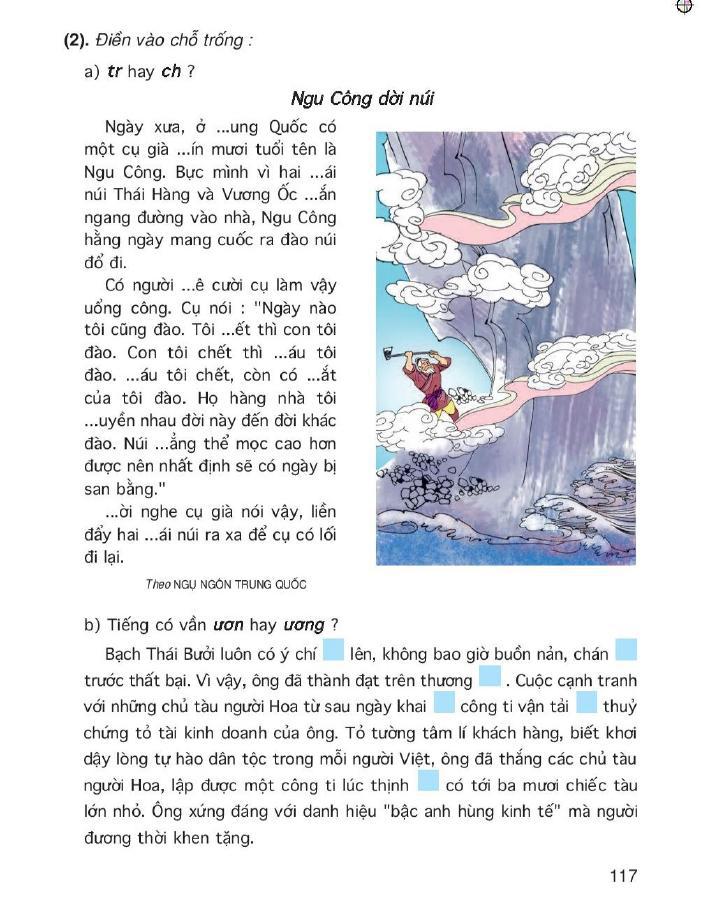 (2). Điền vào chỗ trống :
a) tr hay ch ?
Ngu Công dời núi
Ngày xưa, ở ...ung Quốc có
một cụ già ...ín mươi tuổi tên là
Ngu Công. Bực mình vì hai ...ái
núi Thái Hàng và Vương Ốc ...ắn
ngang đường vào nhà, Ngu Công
hằng ngày mang cuốc ra đào núi
đổ đi.
Có người ...ê cười cụ làm vậy
uổng công. Cụ nói : "Ngày nào
tôi cũng đào. Tôi ...ết thì con tôi
đào. Con tôi chết thì ...áu tôi
đào. ...áu tôi chết, còn có ...ắt
của tôi đào. Họ hàng nhà tôi
...uyền nhau đời này đến đời khác
đào. Núi ...ẳng thể mọc cao hơn
được nên nhất định sẽ có ngày bị
san bằng."
...ời nghe cụ già nói vậy, liền
đẩy hai ...ái núi ra xa để cụ có lối
đi lại.
Theo NGỤ NGÔN TRUNG QUỐC
b) Tiếng có vần ươn hay ương ?
Bạch Thái Bưởi luôn có ý chí lên, không bao giờ buồn nản, chán
trước thất bại. Vì vậy, ông đã thành đạt trên thương . Cuộc cạnh tranh
với những chủ tàu người Hoa từ sau ngày khai công ti vận tải thuỷ
chứng tỏ tài kinh doanh của ông. Tỏ tường tâm lí khách hàng, biết khơi
dậy lòng tự hào dân tộc trong mỗi người Việt, ông đã thắng các chủ tàu
người Hoa, lập được một công ti lúc thịnh có tới ba mươi chiếc tàu
lớn nhỏ. Ông xứng đáng với danh hiệu "bậc anh hùng kinh tế" mà người
đương thời khen tặng.
117